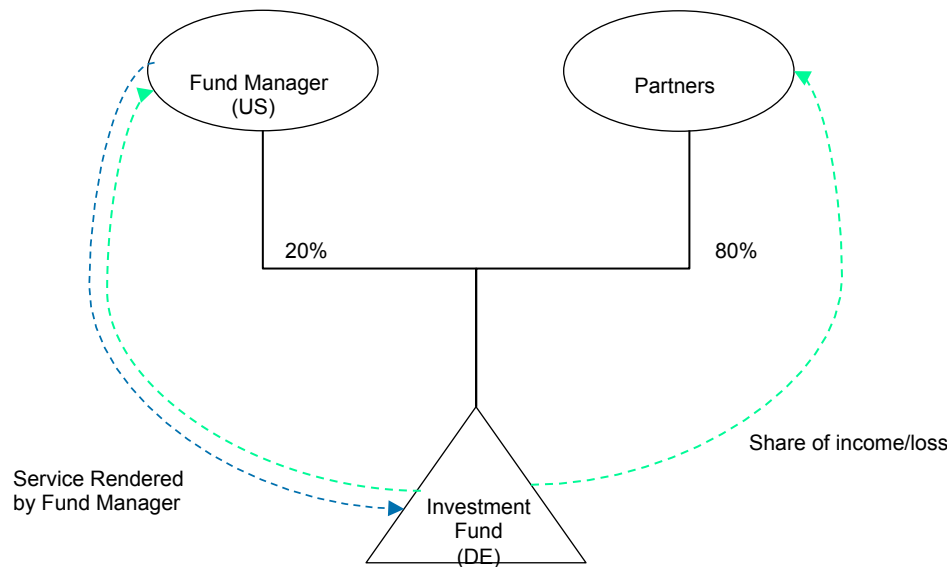 Fund Manager
(US)
Partners
20%
80%
Share of income/loss
Service Rendered
by Fund Manager
Investment
Fund
(DE)